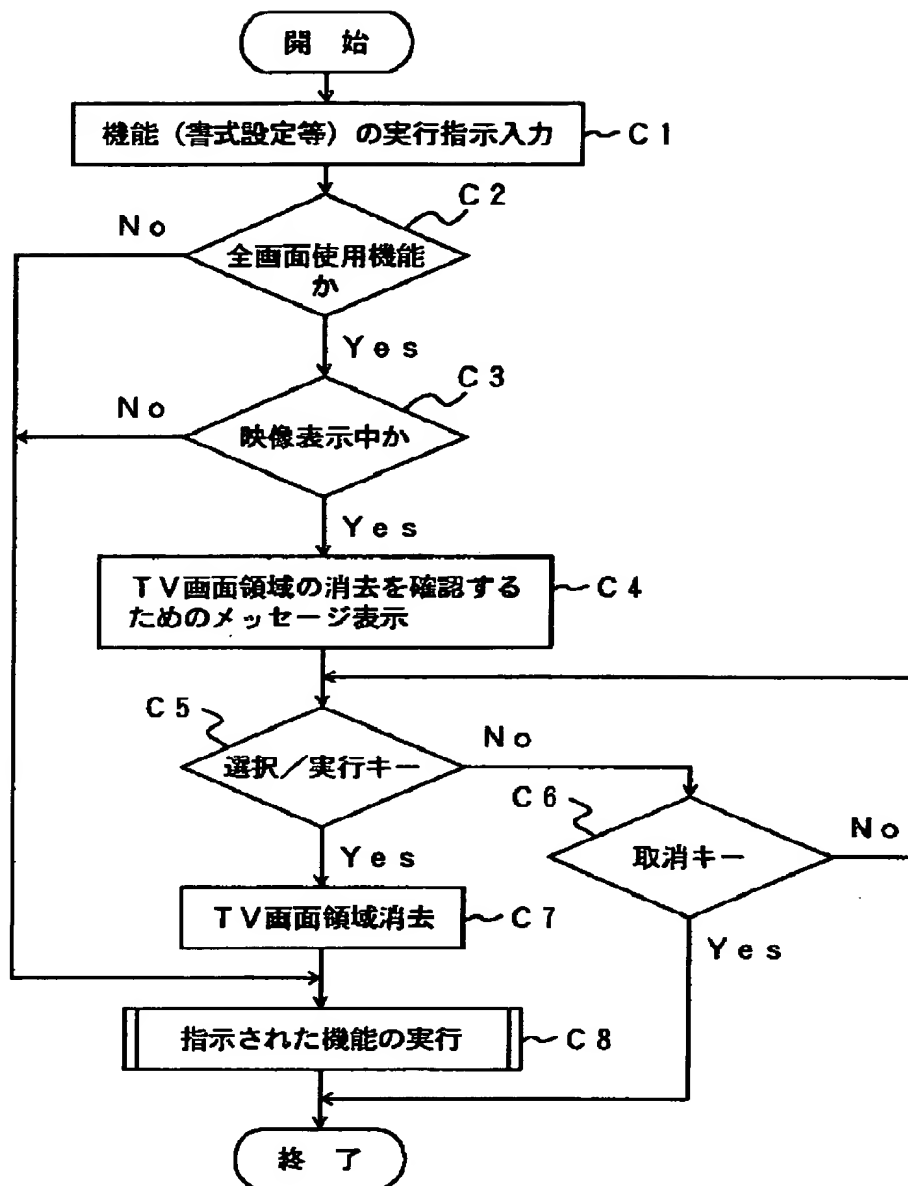 開 始
機能（書式設定等）の実行指示入力
C1
C2
No
全画面使用機能
か
Yes
C3
No
映像表示中か
Yes
TV画面領域の消去を確認する
ためのメッセージ表示
C4
C5
No
選択／実行キー
C6
No
取消キー
Yes
TV画面領域消去
C7
Yes
指示された機能の実行
C8
終 了